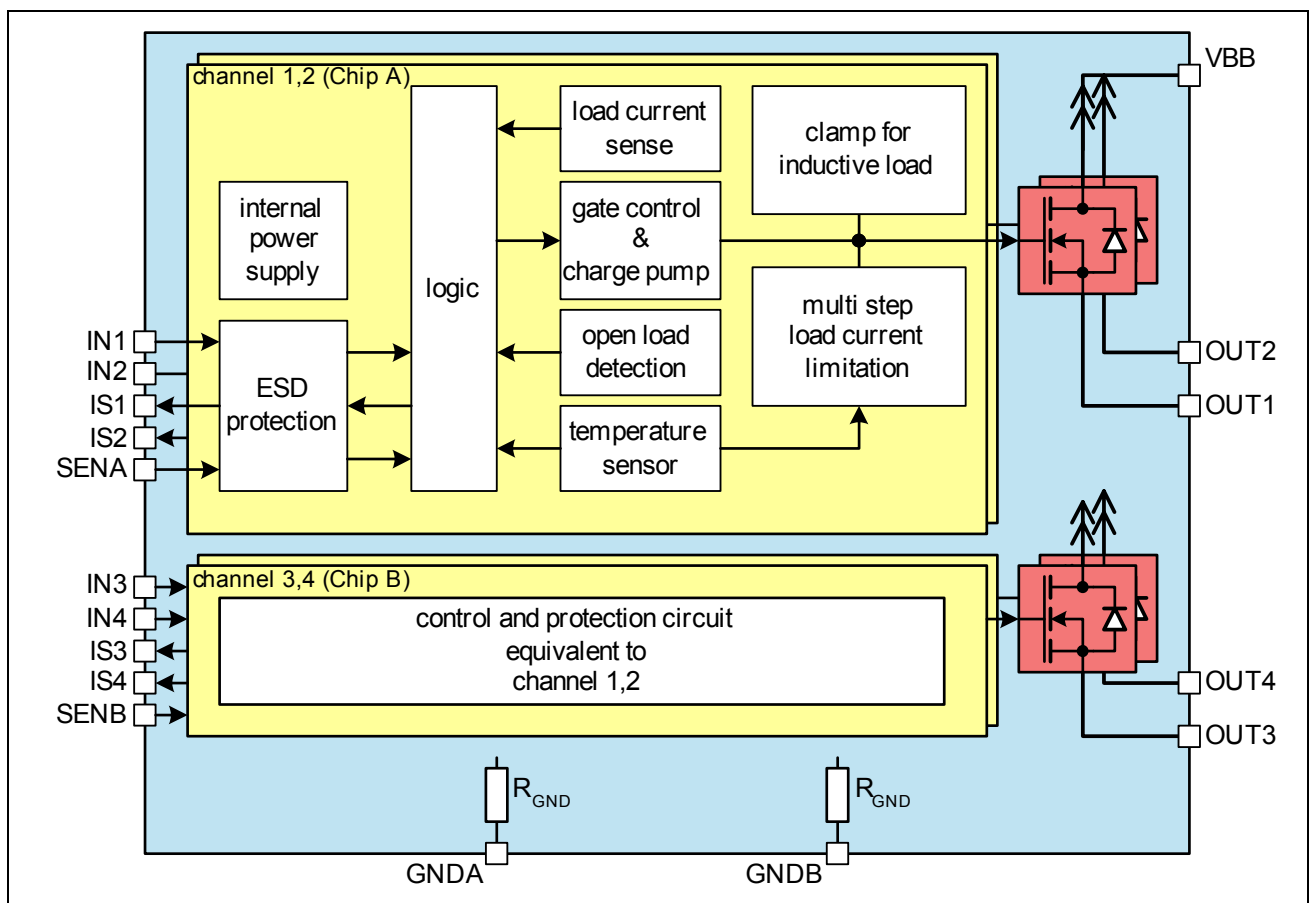 channel 1,2 (Chip A)
VBB
load current
sense
clamp for
inductive load
internal
power
supply
gate control
&
charge pump
logic
multi step
load current
limitation
open load
detection
ESD
protection
temperature
sensor
IN1
IN2
IS1
IS2
SENA
OUT2
OUT1
channel 3,4 (Chip B)
control and protection circuit
equivalent to
channel 1,2
IN3
IN4
IS3
IS4
SENB
OUT4
OUT3
RGND
RGND
GNDA
GNDB